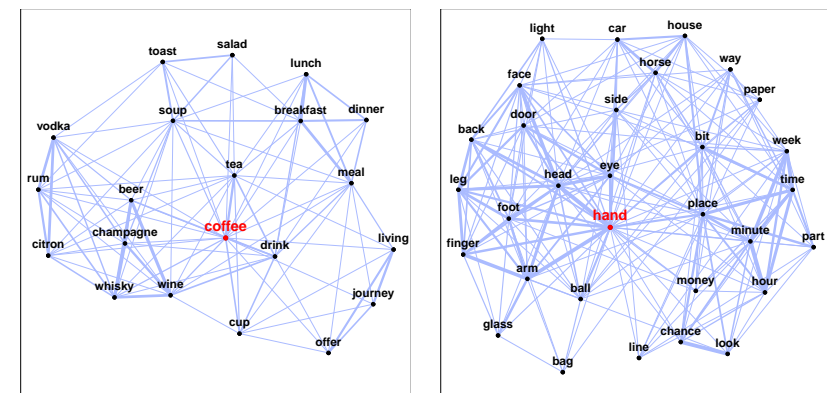 salad
toast
lunch
soup
breakfast
dinner
vodka
tea
meal
rum
beer
coffee
champagne
citron
drink
living
whisky
wine
journey
cup
offer
light
car
house
horse
way
face
paper
side
door
back
bit
week
eye
leg
head
time
place
foot
hand
minute
part
finger
arm
ball
money
hour
glass
chance
line
look
bag